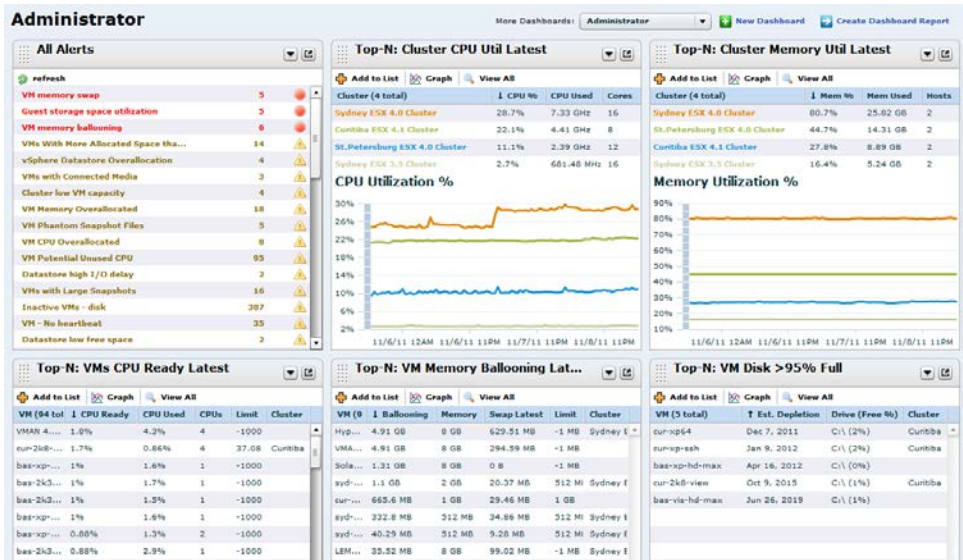 Administrator
More Dashboards: Administrator New Dashboard Create Dashboard Report
All Alerts
refresh
VM memory swap 5
Guest storage space utilization 5
VM memory ballooning 6
VMs With More Allocated Space tha... 14
vSphere Datastore Overallocation 4
VMs with Connected Media 3
Cluster low VM capacity 4
VM Memory Overallocated 18
VM Phantom Snapshot Files 5
VM CPU Overallocated 8
VM Potential Unused CPU 95
Datastore high I/O delay 2
VMs with Large Snapshots 16
Inactive VMs - disk 387
VM - No heartbeat 35
Datastore low free space 2
Top-N: Cluster CPU Util Latest
Add to List Graph View All
Cluster (4 total) CPU % CPU Used Cores
Sydney ESX 4.0 Cluster 28.7% 7.33 GHz 16
Curitiba ESX 4.1 Cluster 22.1% 4.41 GHz 8
St.Petersburg ESX 4.0 Cluster 11.1% 2.39 GHz 12
Sydney ESX 3.5 Cluster 2.7% 681.48 MHz 16
CPU Utilization %
30%
26%
22%
18%
14%
10%
6%
2%
11/6/11 12AM 11/6/11 11PM 11/7/11 11PM 11/8/11 11PM
Top-N: Cluster Memory Util Latest
Add to List Graph View All
Cluster (4 total) Mem % Mem Used Hosts
Sydney ESX 4.0 Cluster 80.7% 25.82 GB 2
St.Petersburg ESX 4.0 Cluster 44.7% 14.31 GB 2
Curitiba ESX 4.1 Cluster 27.8% 8.89 GB 2
Sydney ESX 3.5 Cluster 16.4% 5.24 GB 2
Memory Utilization %
90%
80%
70%
60%
50%
40%
30%
20%
10%
11/6/11 12AM 11/6/11 11PM 11/7/11 11PM 11/8/11 11PM
Top-N: VMs CPU Ready Latest
Add to List Graph View All
VM (94 tot CPU Ready CPU Used CPUs Limit Cluster
VMAN 4.... 1.8% 4.3% 4 -1000
cur-2k8-... 1.7% 0.86% 4 37.08 Curitiba
bas-xp-... 1% 1.6% 1 -1000
bas-2k3... 1% 1.7% 1 -1000
bas-2k3... 1% 1.5% 1 -1000
bas-xp-... 1% 1.6% 1 -1000
bas-xp-... 0.88% 1.3% 2 -1000
bas-2k3... 0.88% 2.9% 1 -1000
Top-N: VM Memory Ballooning Lat...
Add to List Graph View All
VM (9 Ballooning Memory Swap Latest Limit Cluster
Hyp... 4.91 GB 8 GB 629.51 MB -1 MB Sydney E
VMA... 4.91 GB 8 GB 294.59 MB -1 MB
Sola... 1.31 GB 8 GB 0 B -1 MB
syd-... 1.1 GB 2 GB 20.37 MB 512 MI Sydney E
cur-... 665.6 MB 1 GB 29.46 MB 1 GB
syd-... 332.8 MB 512 MB 34.86 MB 512 MI Sydney E
syd-... 40.29 MB 512 MB 9.28 MB 512 MI Sydney E
LEM... 35.52 MB 8 GB 99.02 MB -1 MB Sydney E
Top-N: VM Disk >95% Full
Add to List Graph View All
VM (5 total) Est. Depletion Drive (Free %) Cluster
cur-xp64 Dec 7, 2011 C:\ (2%) Curitiba
cur-xp-ssh Jan 9, 2012 C:\ (2%)
bas-xp-hd-max Apr 16, 2012 C:\ (0%)
cur-2k8-view Oct 9, 2015 C:\ (1%) Curitiba
bas-vis-hd-max Jun 26, 2019 C:\ (1%)